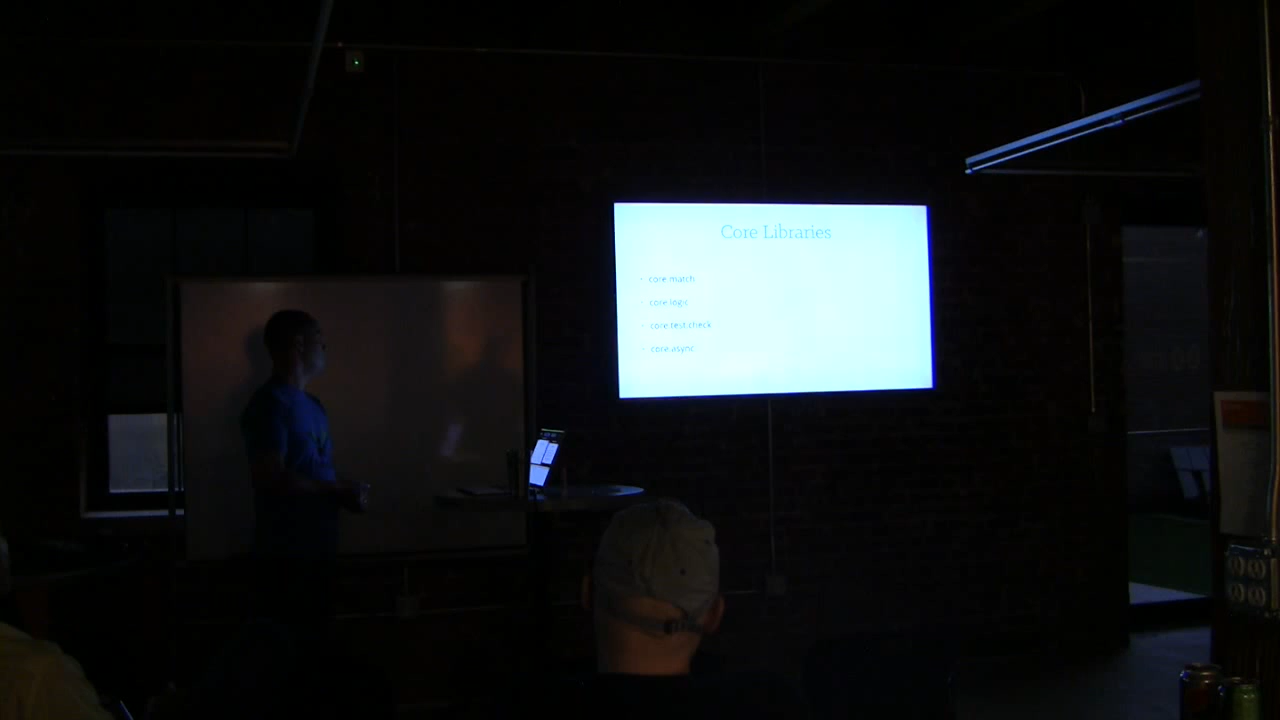 Core Libraries
- core.match
- core.logic
- core.test.check
- core.async